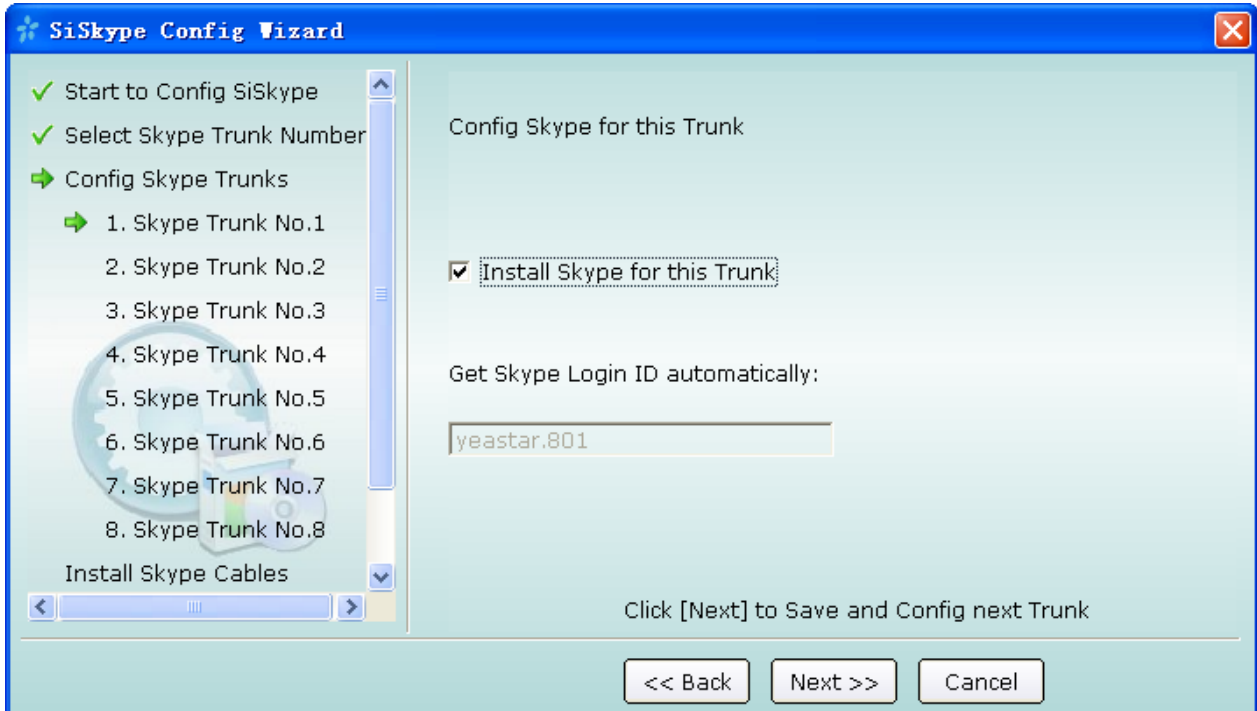 SiSkype Config Wizard
Start to Config SiSkype
Select Skype Trunk Number
Config Skype Trunks
1. Skype Trunk No.1
2. Skype Trunk No.2
3. Skype Trunk No.3
4. Skype Trunk No.4
5. Skype Trunk No.5
6. Skype Trunk No.6
7. Skype Trunk No.7
8. Skype Trunk No.8
Install Skype Cables
Config Skype for this Trunk
Install Skype for this Trunk
Get Skype Login ID automatically:
yeastar.801
Click [Next] to Save and Config next Trunk
<< Back
Next >>
Cancel